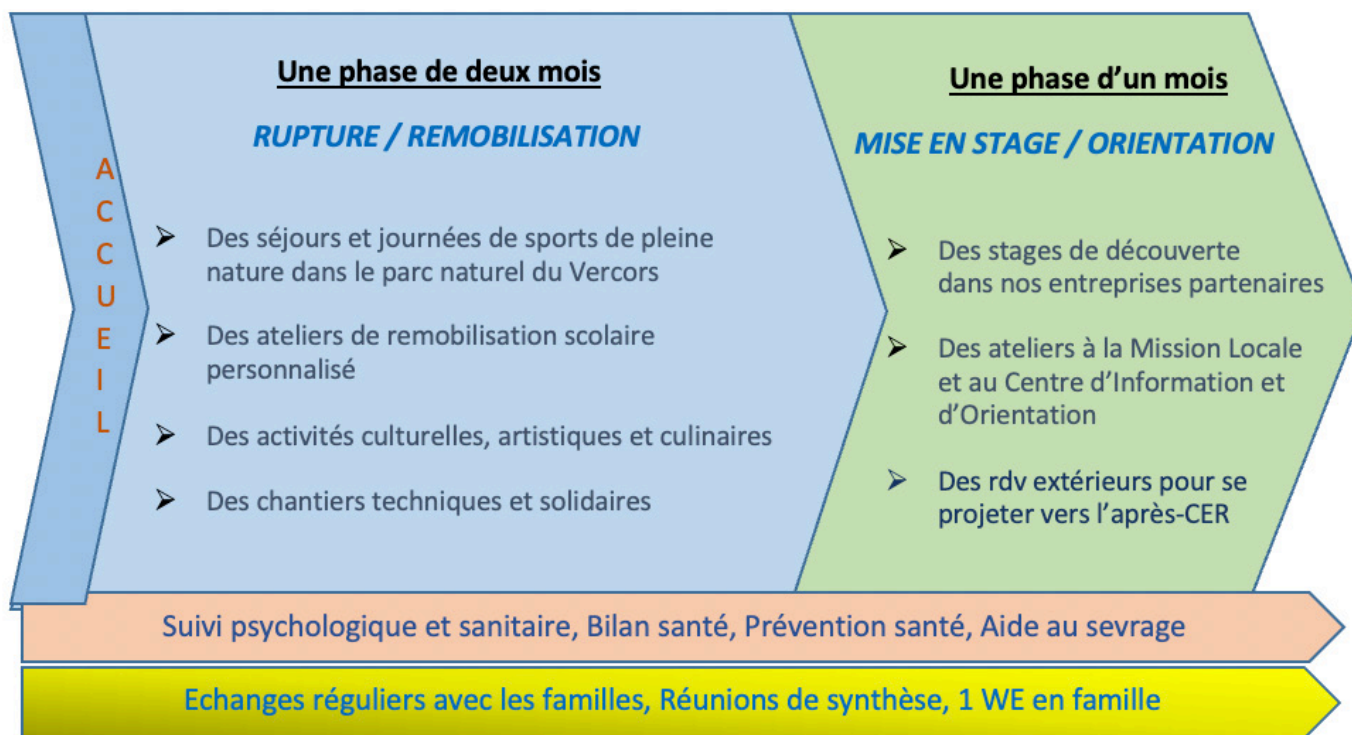 ACCUEIL
Une phase de deux mois
RUPTURE / REMOBILISATION
➢ Des séjours et journées de sports de pleine
nature dans le parc naturel du Vercors
➢ Des ateliers de remobilisation scolaire
personnalisé
➢ Des activités culturelles, artistiques et culinaires
➢ Des chantiers techniques et solidaires
Une phase d’un mois
MISE EN STAGE / ORIENTATION
➢ Des stages de découverte
dans nos entreprises partenaires
➢ Des ateliers à la Mission Locale
et au Centre d’Information et
d’Orientation
➢ Des rdv extérieurs pour se
projeter vers l’après-CER
Suivi psychologique et sanitaire, Bilan santé, Prévention santé, Aide au sevrage
Echanges réguliers avec les familles, Réunions de synthèse, 1 WE en famille